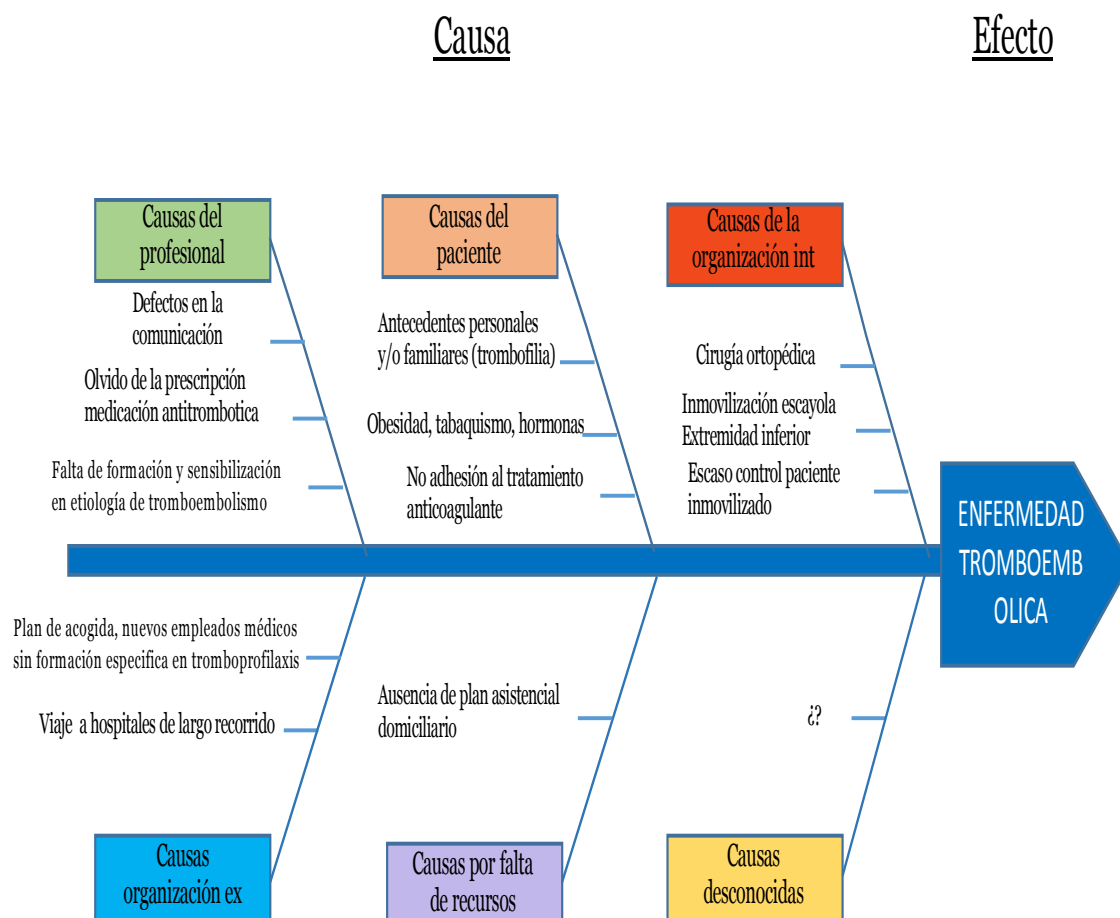 Causa
Efecto
Causas del
profesional
Defectos en la
comunicación
Olvido de la prescripción
medicación antitrombotica
Falta de formación y sensibilización
en etiología de tromboembolismo
Causas del
paciente
Antecedentes personales
y/o familiares (trombofilia)
Obesidad, tabaquismo, hormonas
No adhesión al tratamiento
anticoagulante
Causas de la
organización int
Cirugía ortopédica
Inmovilización escayola
Extremidad inferior
Escaso control paciente
inmovilizado
ENFERMEDAD
TROMBOEMB
OLICA
Plan de acogida, nuevos empleados médicos
sin formación especifica en tromboprofilaxis
Viaje a hospitales de largo recorrido
Causas
organización ex
Ausencia de plan asistencial
domiciliario
Causas por falta
de recursos
¿?
Causas
desconocidas